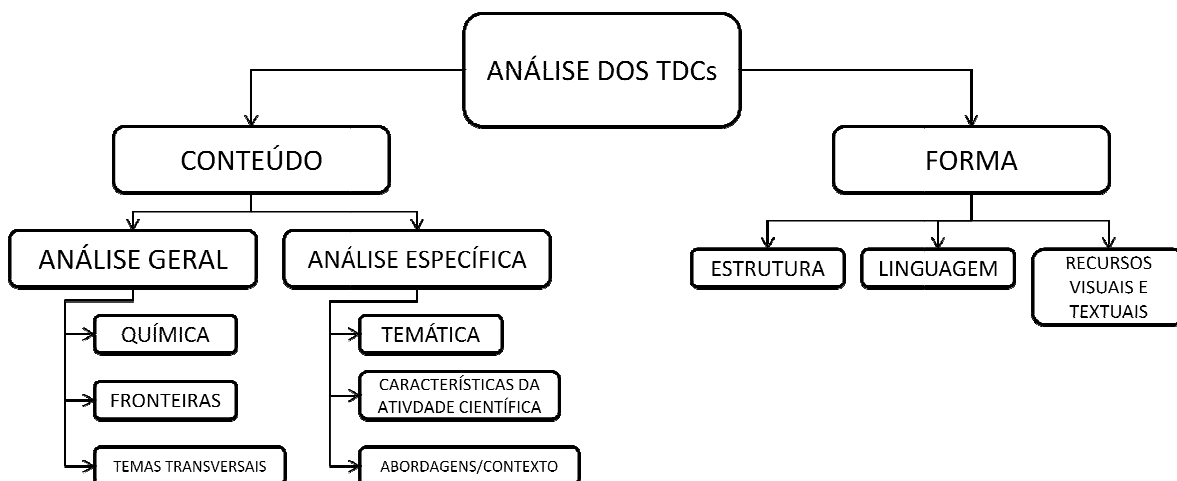 ANÁLISE DOS TDCs
CONTEÚDO
FORMA
ANÁLISE GERAL
ANÁLISE ESPECÍFICA
ESTRUTURA
LINGUAGEM
RECURSOS
VISUAIS E
TEXTUAIS
QUÍMICA
TEMÁTICA
FRONTEIRAS
CARACTERÍSTICAS DA
ATIVDADE CIENTÍFICA
TEMAS TRANSVERSAIS
ABORDAGENS/CONTEXTO